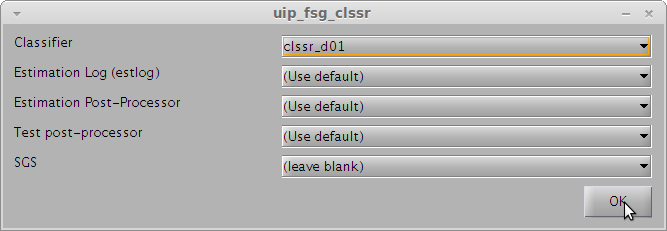 uip_fsg_clssr
Classifier clssr_d01
Estimation Log (estlog) (Use default)
Estimation Post-Processor (Use default)
Test post-processor (Use default)
SGS (leave blank)
OK